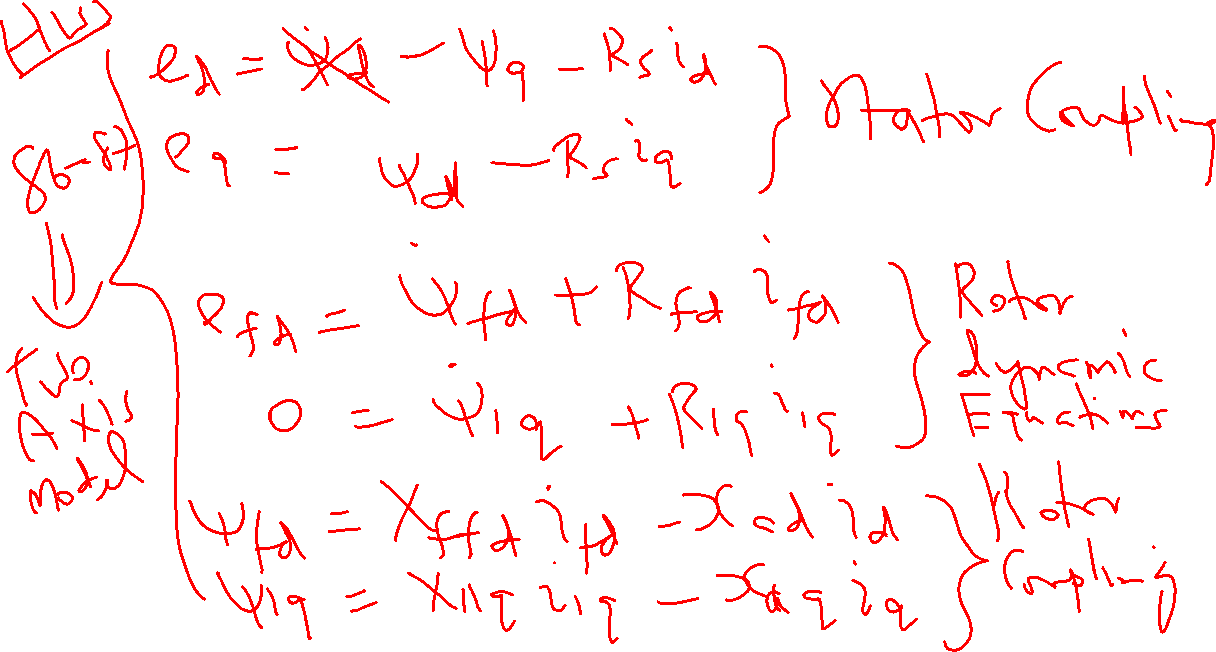 HW
e_d = ψ̇_d − ψ_q − R_s i_d
e_q = ψ_d − R_s i_q
Stator Coupling
86-87
⇓
Two
Axis
Model
e_fd = ψ̇_fd + R_fd i_fd
0 = ψ̇_1q + R_1q i_1q
Rotor
dynamic
Equations
ψ_fd = X_ffd i_fd − x_ad i_d
ψ_1q = X_11q i_1q − x_aq i_q
Rotor
Coupling